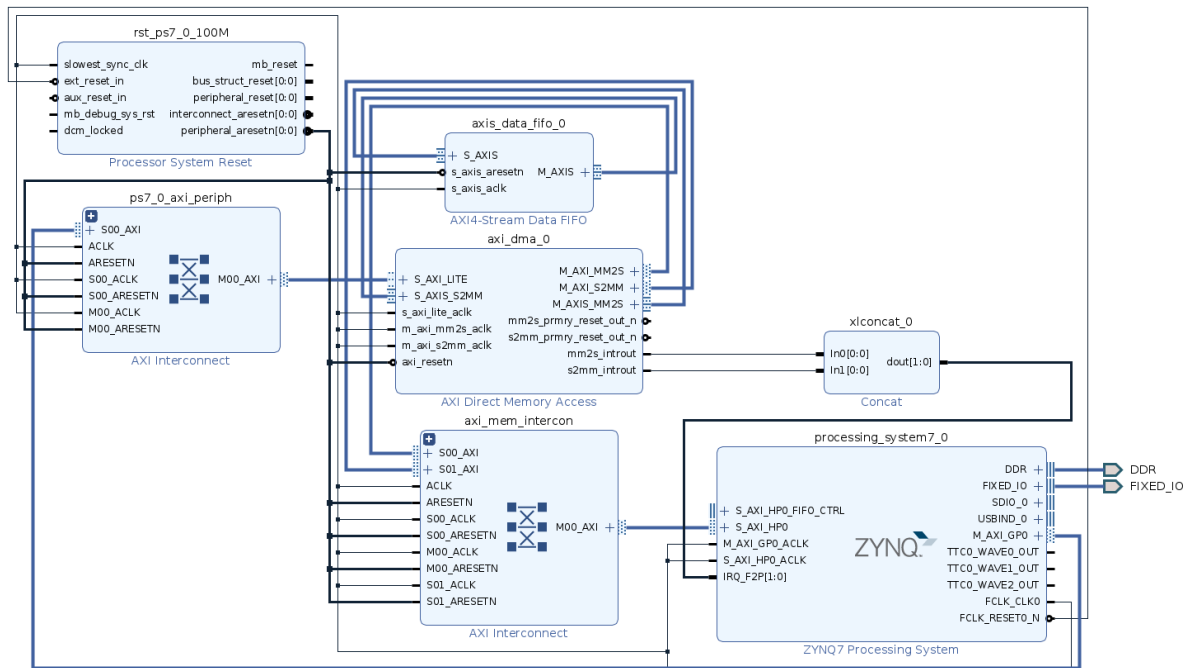 rst_ps7_0_100M
slowest_sync_clk
ext_reset_in
aux_reset_in
mb_debug_sys_rst
dcm_locked
mb_reset
bus_struct_reset[0:0]
peripheral_reset[0:0]
interconnect_aresetn[0:0]
peripheral_aresetn[0:0]
Processor System Reset
axis_data_fifo_0
S_AXIS
s_axis_aresetn
s_axis_aclk
M_AXIS
AXI4-Stream Data FIFO
ps7_0_axi_periph
S00_AXI
ACLK
ARESETN
S00_ACLK
S00_ARESETN
M00_ACLK
M00_ARESETN
M00_AXI
AXI Interconnect
axi_dma_0
S_AXI_LITE
S_AXIS_S2MM
s_axi_lite_aclk
m_axi_mm2s_aclk
m_axi_s2mm_aclk
axi_resetn
M_AXI_MM2S
M_AXI_S2MM
M_AXIS_MM2S
mm2s_prmry_reset_out_n
s2mm_prmry_reset_out_n
mm2s_introut
s2mm_introut
AXI Direct Memory Access
xlconcat_0
In0[0:0]
In1[0:0]
dout[1:0]
Concat
axi_mem_intercon
S00_AXI
S01_AXI
ACLK
ARESETN
S00_ACLK
S00_ARESETN
M00_ACLK
M00_ARESETN
S01_ACLK
S01_ARESETN
M00_AXI
AXI Interconnect
processing_system7_0
S_AXI_HP0_FIFO_CTRL
S_AXI_HP0
M_AXI_GP0_ACLK
S_AXI_HP0_ACLK
IRQ_F2P[1:0]
ZYNQ
DDR
FIXED_IO
SDIO_0
USBIND_0
M_AXI_GP0
TTC0_WAVE0_OUT
TTC0_WAVE1_OUT
TTC0_WAVE2_OUT
FCLK_CLK0
FCLK_RESET0_N
ZYNQ7 Processing System
DDR
FIXED_IO